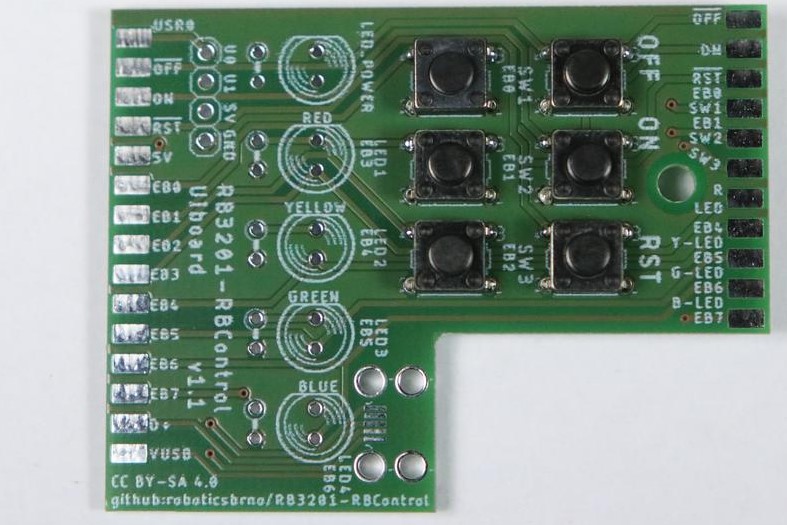 USR0
OFF
ON
RST
5V
EB0
EB1
EB2
EB3
EB4
EB5
EB6
EB7
D+
VUSB
U0
U1
5V
GND
RB3201-RBControl v1.1
UIboard
LED_POWER
RED
LED1
EB3
YELLOW
LED2
EB4
GREEN
LED3
EB5
BLUE
LED4
EB6
SW1
EB0
SW2
EB1
SW3
EB2
OFF
ON
RST
OFF
ON
RST
EB0
SW1
EB1
SW2
SW3
R
LED
EB4
Y-LED
EB5
G-LED
EB6
B-LED
EB7
CC BY-SA 4.0
github:roboticsbrno/RB3201-RBControl